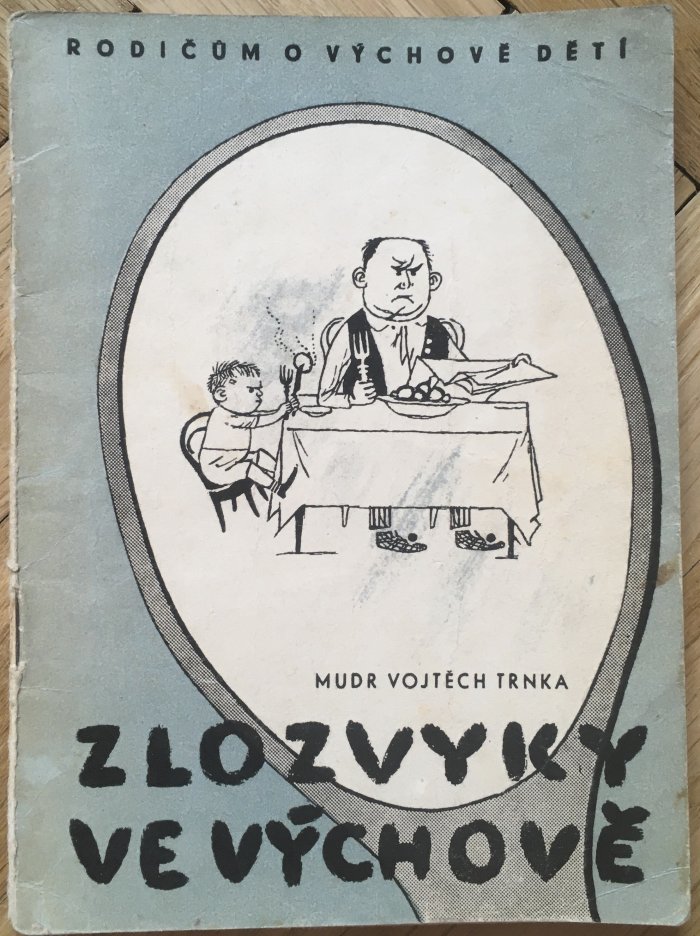 RODIČŮM O VÝCHOVĚ DĚTÍ
MUDR VOJTĚCH TRNKA
ZLOZVYKY
VE VÝCHOVĚ